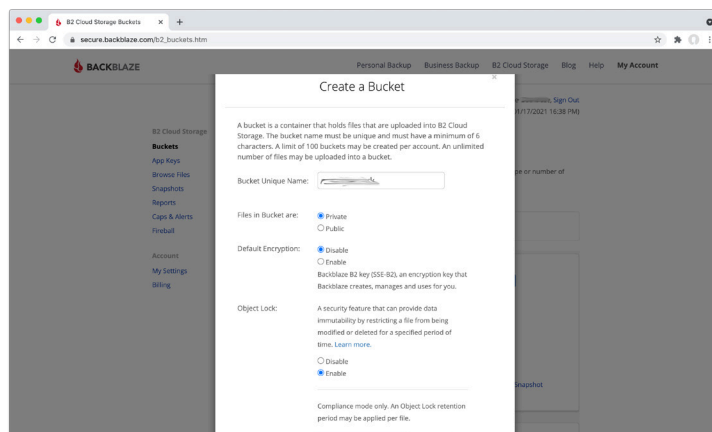 B2 Cloud Storage Buckets
secure.backblaze.com/b2_buckets.htm
BACKBLAZE
Personal Backup Business Backup B2 Cloud Storage Blog Help My Account
Create a Bucket
Sign Out
/17/2021 16:38 PM)
A bucket is a container that holds files that are uploaded into B2 Cloud
Storage. The bucket name must be unique and must have a minimum of 6
characters. A limit of 100 buckets may be created per account. An unlimited
number of files may be uploaded into a bucket.
B2 Cloud Storage
Buckets
App Keys
Browse Files
Snapshots
Reports
Caps & Alerts
Fireball
Account
My Settings
Billing
or number of
Bucket Unique Name:
Files in Bucket are:
Private
Public
Default Encryption:
Disable
Enable
Backblaze B2 key (SSE-B2), an encryption key that
Backblaze creates, manages and uses for you.
Object Lock:
A security feature that can provide data
immutability by restricting a file from being
modified or deleted for a specified period of
time. Learn more.
Disable
Enable
Snapshot
Compliance mode only. An Object Lock retention
period may be applied per file.